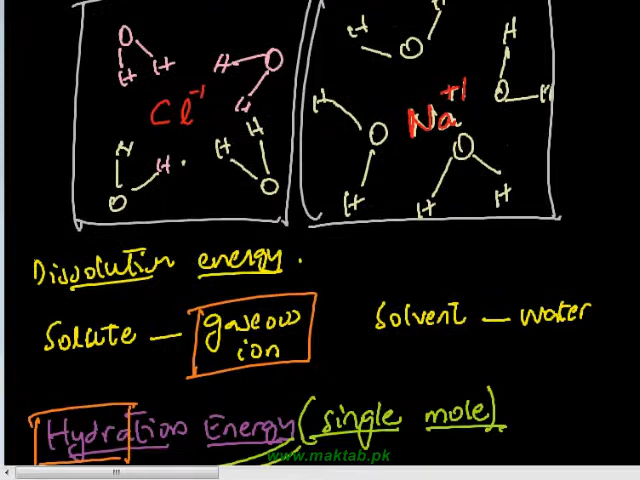 H
H
O
H
O
H
H
H
O
H
H
O
H
Cl⁻¹
Na⁺¹
H
O
H
H
O
H
H
O
H
H
O
H
H
O
H
H
Dissolution energy.
Solute — gaseous ion
Solvent — water
Hydration Energy (single mole)
www.maktab.pk